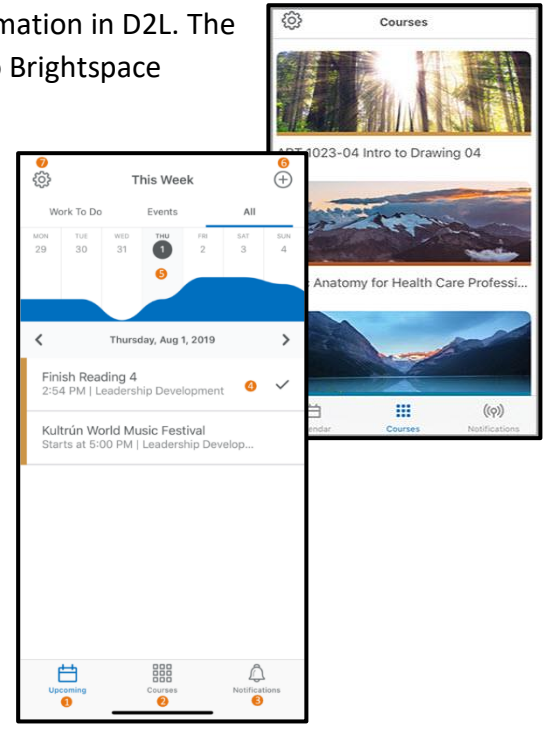 mation in D2L. The
Brightspace
Courses
1023-04 Intro to Drawing 04
Anatomy for Health Care Professi...
Courses
Notifications
7
6
This Week
Work To Do Events All
MON TUE WED THU FRI SAT SUN
29 30 31 1 2 3 4
5
Thursday, Aug 1, 2019
Finish Reading 4
2:54 PM | Leadership Development
4
Kultrún World Music Festival
Starts at 5:00 PM | Leadership Develop...
Upcoming Courses Notifications
1 2 3